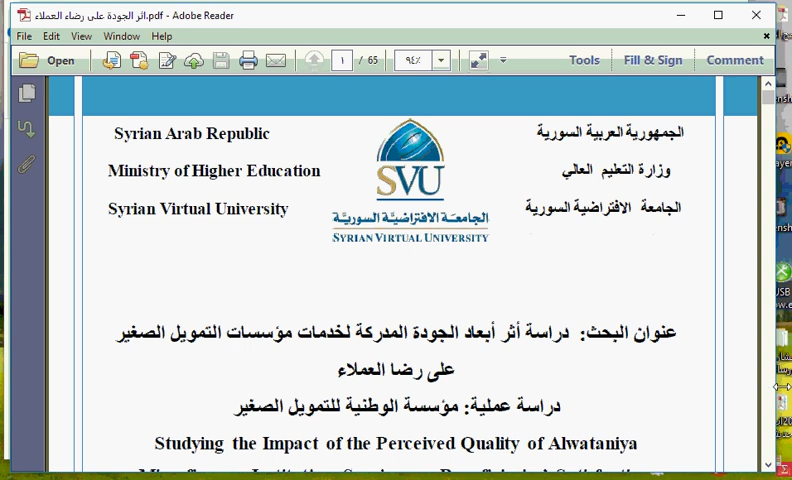 اثر الجودة على رضاء العملاء.pdf - Adobe Reader
File Edit View Window Help
Open ١ / 65 ٩٤٪ Tools Fill & Sign Comment
Syrian Arab Republic الجمهورية العربية السورية
Ministry of Higher Education وزارة التعليم العالي
Syrian Virtual University الجامعة الافتراضية السورية
SVU
الجامعة الافتراضية السورية
SYRIAN VIRTUAL UNIVERSITY
عنوان البحث: دراسة أثر أبعاد الجودة المدركة لخدمات مؤسسات التمويل الصغير
على رضا العملاء
دراسة عملية: مؤسسة الوطنية للتمويل الصغير
Studying the Impact of the Perceived Quality of Alwataniya